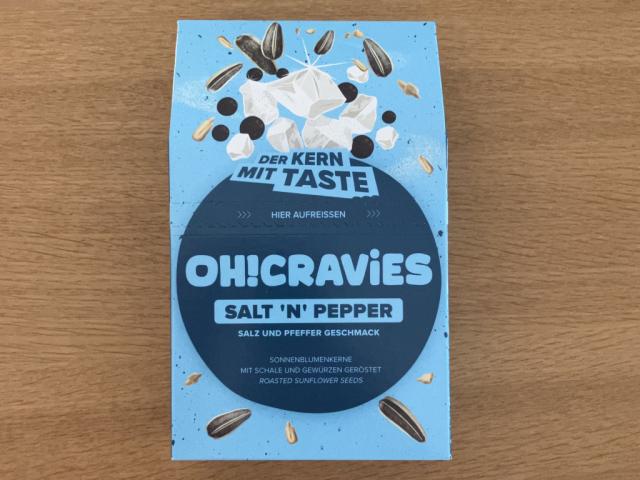 DER KERN
MIT TASTE
HIER AUFREISSEN
OH!CRAViES
SALT 'N' PEPPER
SALZ UND PFEFFER GESCHMACK
SONNENBLUMENKERNE
MIT SCHALE UND GEWÜRZEN GERÖSTET
ROASTED SUNFLOWER SEEDS